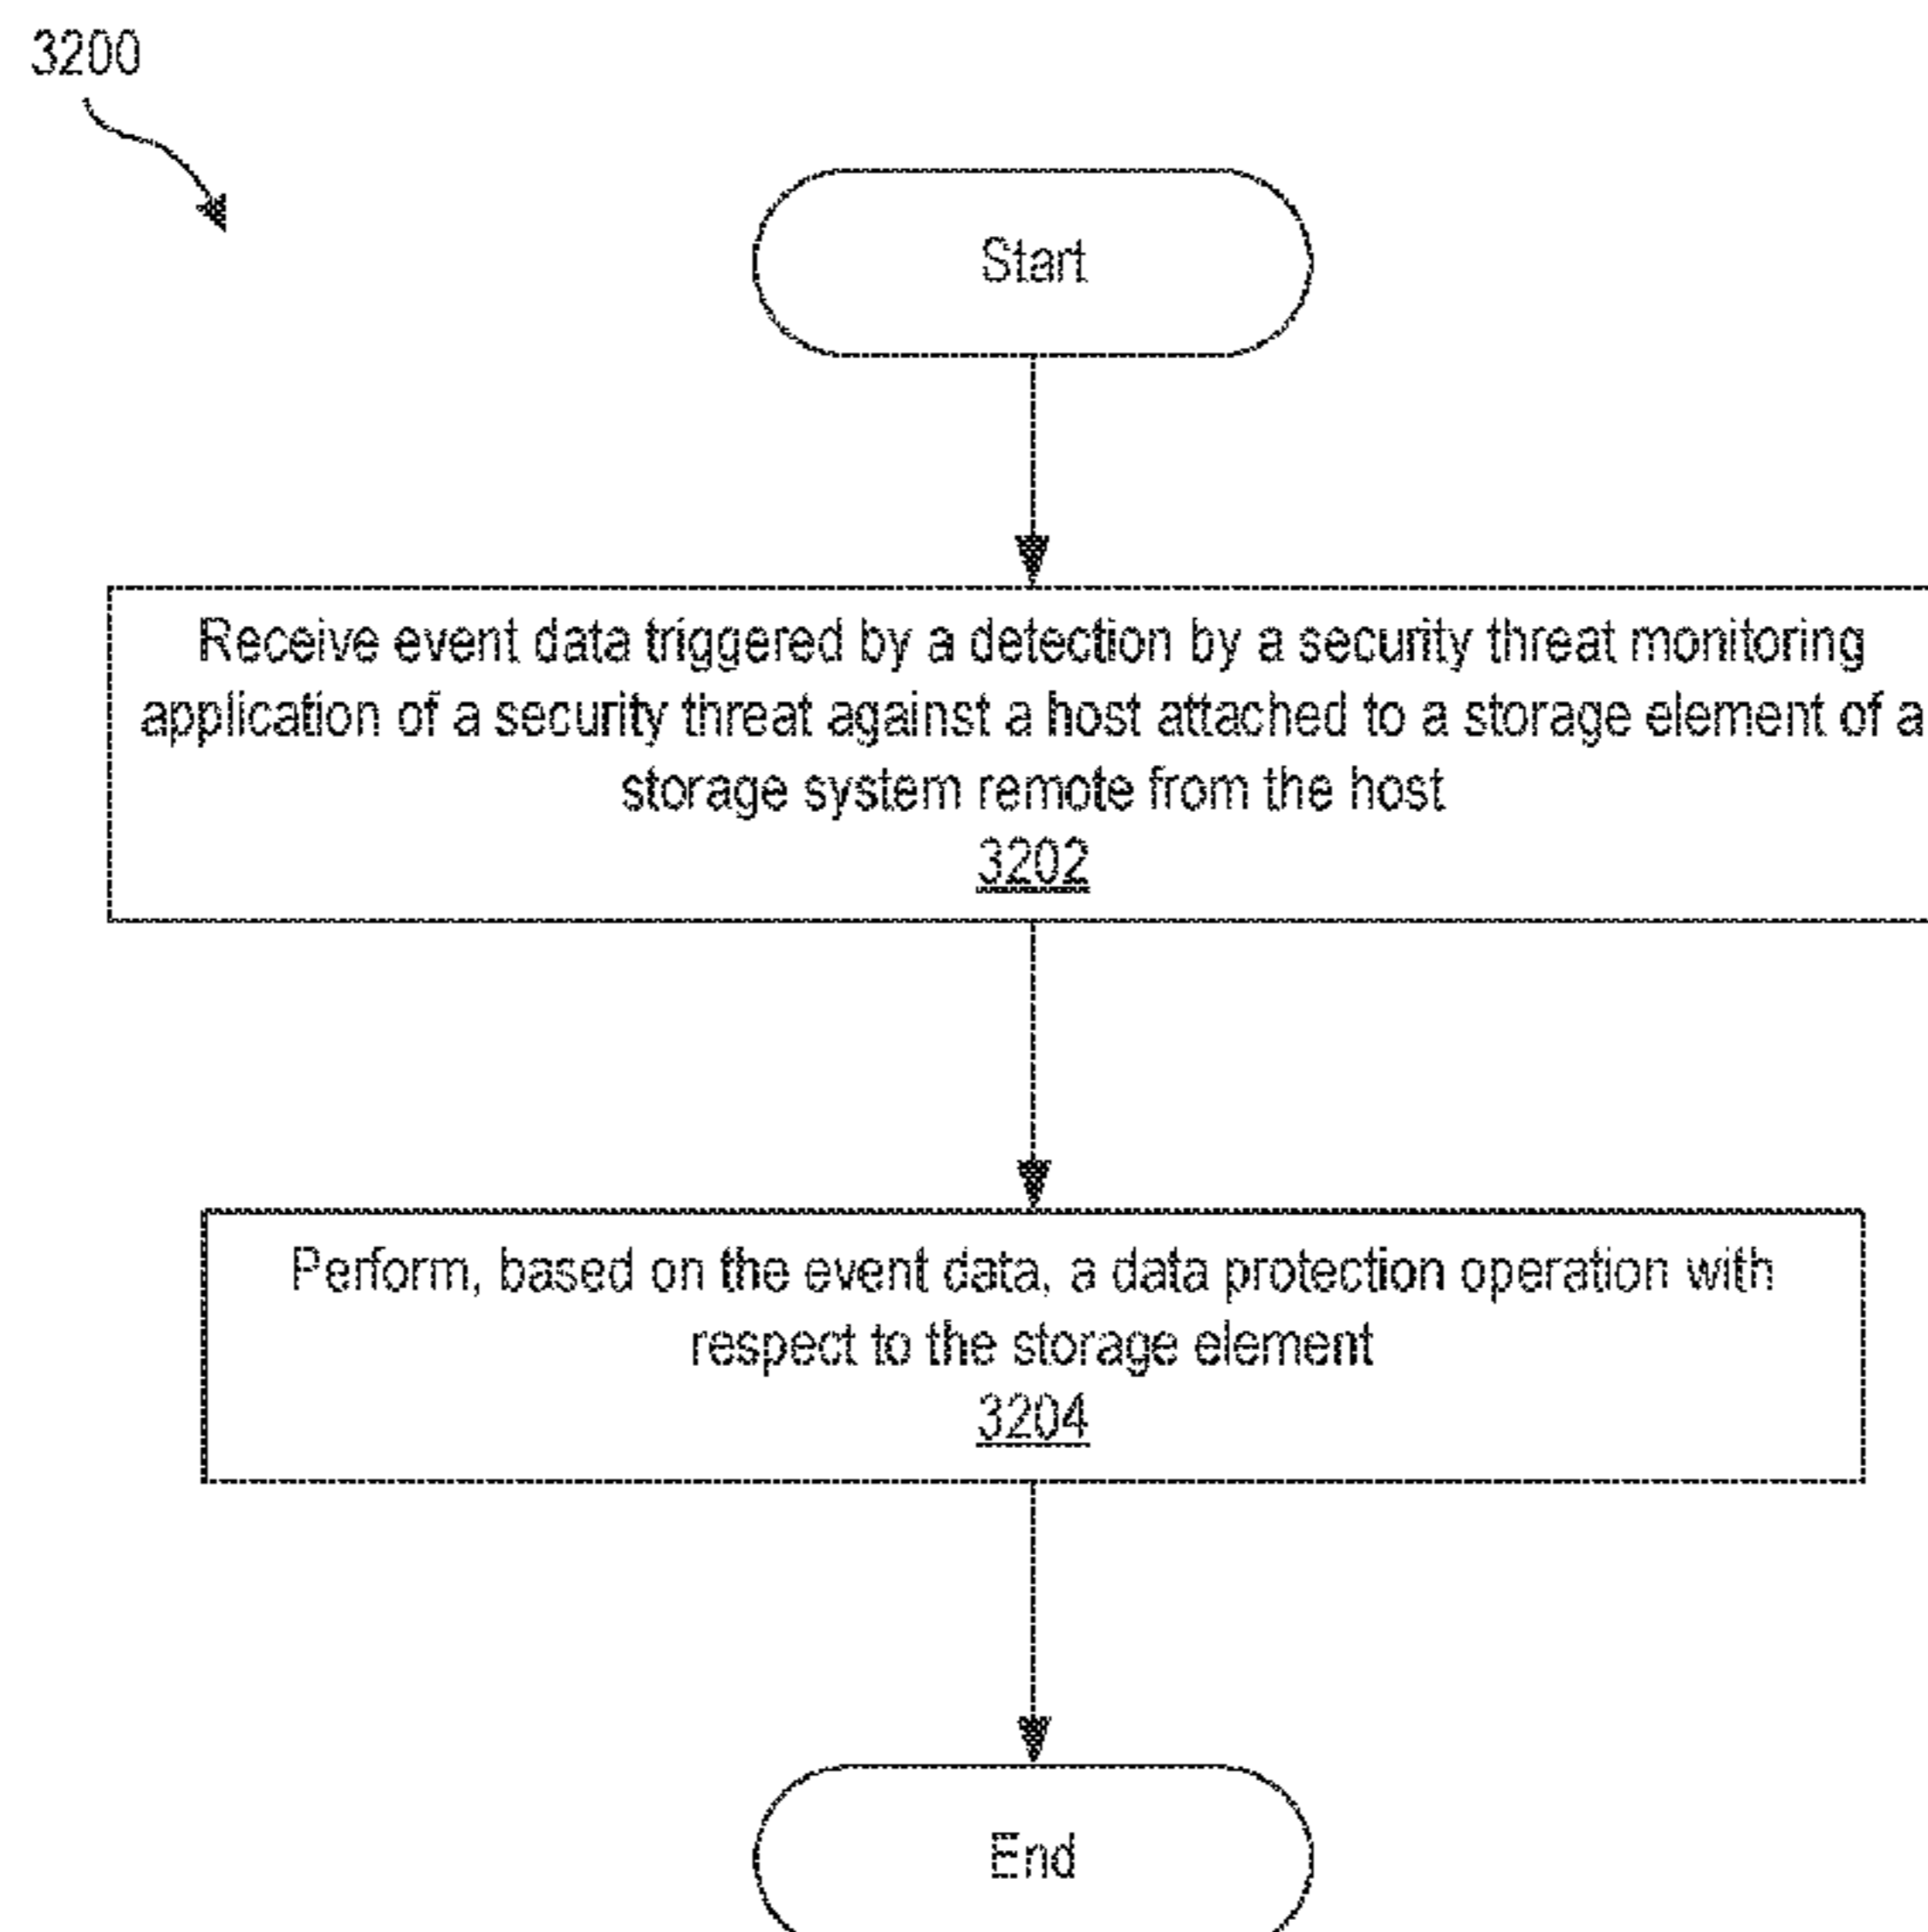 3200
Start
Receive event data triggered by a detection by a security threat monitoring
application of a security threat against a host attached to a storage element of a
storage system remote from the host
3202
Perform, based on the event data, a data protection operation with
respect to the storage element
3204
End